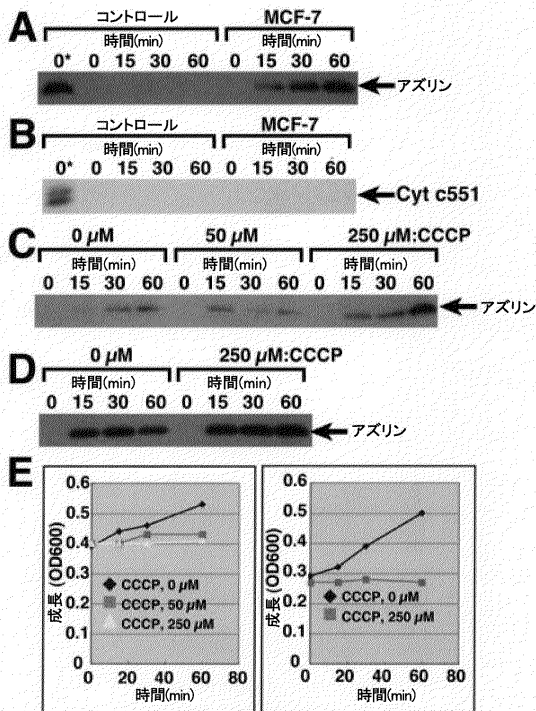 A
コントロール MCF-7
時間(min) 時間(min)
0* 0 15 30 60 0 15 30 60
アズリン
B
コントロール MCF-7
時間(min) 時間(min)
0* 0 15 30 60 0 15 30 60
Cyt c551
C
0 µM 50 µM 250 µM:CCCP
時間(min) 時間(min) 時間(min)
0 15 30 60 0 15 30 60 0 15 30 60
アズリン
D
0 µM 250 µM:CCCP
時間(min) 時間(min)
0 15 30 60 0 15 30 60
アズリン
E
成長 (OD600)
0.6
0.5
0.4
0.3
0.2
0.1
0
CCCP, 0 µM
CCCP, 50 µM
CCCP, 250 µM
0 20 40 60 80
時間(min)
成長 (OD600)
0.6
0.5
0.4
0.3
0.2
0.1
0
CCCP, 0 µM
CCCP, 250 µM
0 20 40 60 80
時間(min)